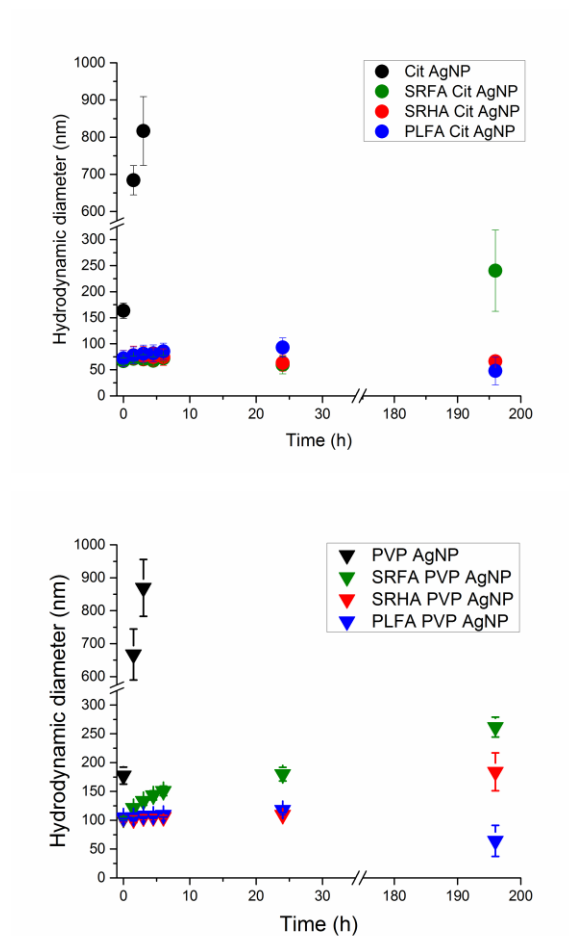 1000
900
800
700
600
300
250
200
150
100
50
0
Hydrodynamic diameter (nm)
Cit AgNP
SRFA Cit AgNP
SRHA Cit AgNP
PLFA Cit AgNP
0 10 20 30 180 190 200
Time (h)
1000
900
800
700
600
300
250
200
150
100
50
0
Hydrodynamic diameter (nm)
PVP AgNP
SRFA PVP AgNP
SRHA PVP AgNP
PLFA PVP AgNP
0 10 20 30 180 190 200
Time (h)